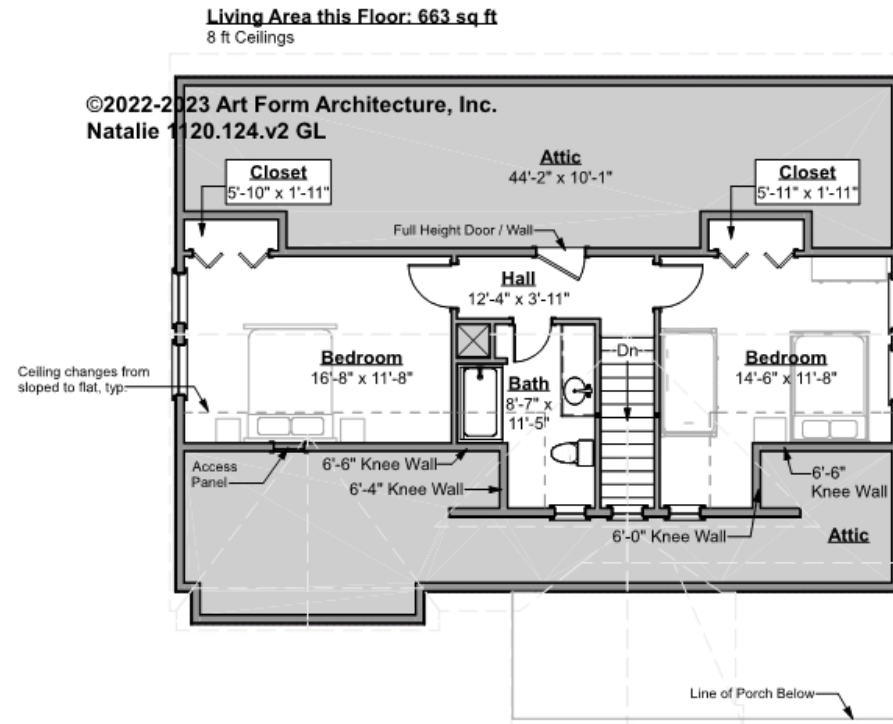 Living Area this Floor: 663 sq ft
8 ft Ceilings
©2022-2023 Art Form Architecture, Inc.
Natalie 1120.124.v2 GL
Closet
5'-10" x 1'-11"
Attic
44'-2" x 10'-1"
Closet
5'-11" x 1'-11"
Full Height Door / Wall
Hall
12'-4" x 3'-11"
Ceiling changes from
sloped to flat, typ.
Bedroom
16'-8" x 11'-8"
Bath
8'-7" x
11'-5"
Dn
Bedroom
14'-6" x 11'-8"
Access
Panel
6'-6" Knee Wall
6'-4" Knee Wall
6'-6"
Knee Wall
6'-0" Knee Wall
Attic
Line of Porch Below